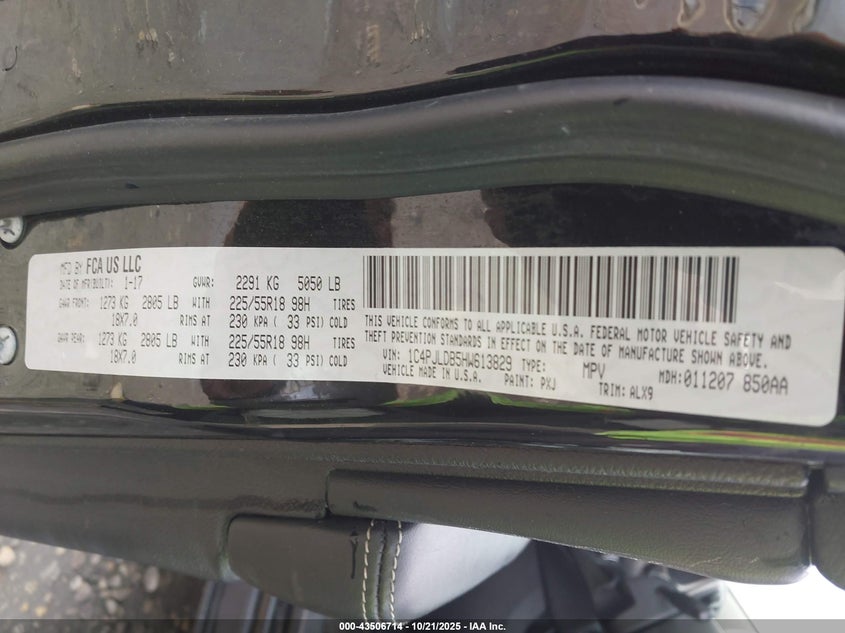 MFD BY FCA US LLC
DATE OF MFR(BUILT): 1-17 GVWR: 2291 KG 5050 LB
GAWR FRONT: 1273 KG 2805 LB WITH 225/55R18 98H TIRES
18X7.0 RIMS AT 230 KPA ( 33 PSI) COLD
GAWR REAR: 1273 KG 2805 LB WITH 225/55R18 98H TIRES
18X7.0 RIMS AT 230 KPA ( 33 PSI) COLD
THIS VEHICLE CONFORMS TO ALL APPLICABLE U.S.A. FEDERAL MOTOR VEHICLE SAFETY AND
THEFT PREVENTION STANDARDS IN EFFECT ON THE DATE OF MANUFACTURE SHOWN ABOVE.
VIN: 1C4PJLDB5HW613829 TYPE: MPV MDH: 011207 850AA
VEHICLE MADE IN U.S.A. PAINT: PXJ TRIM: ALX9
000-43506714 - 10/21/2025 - IAA Inc.